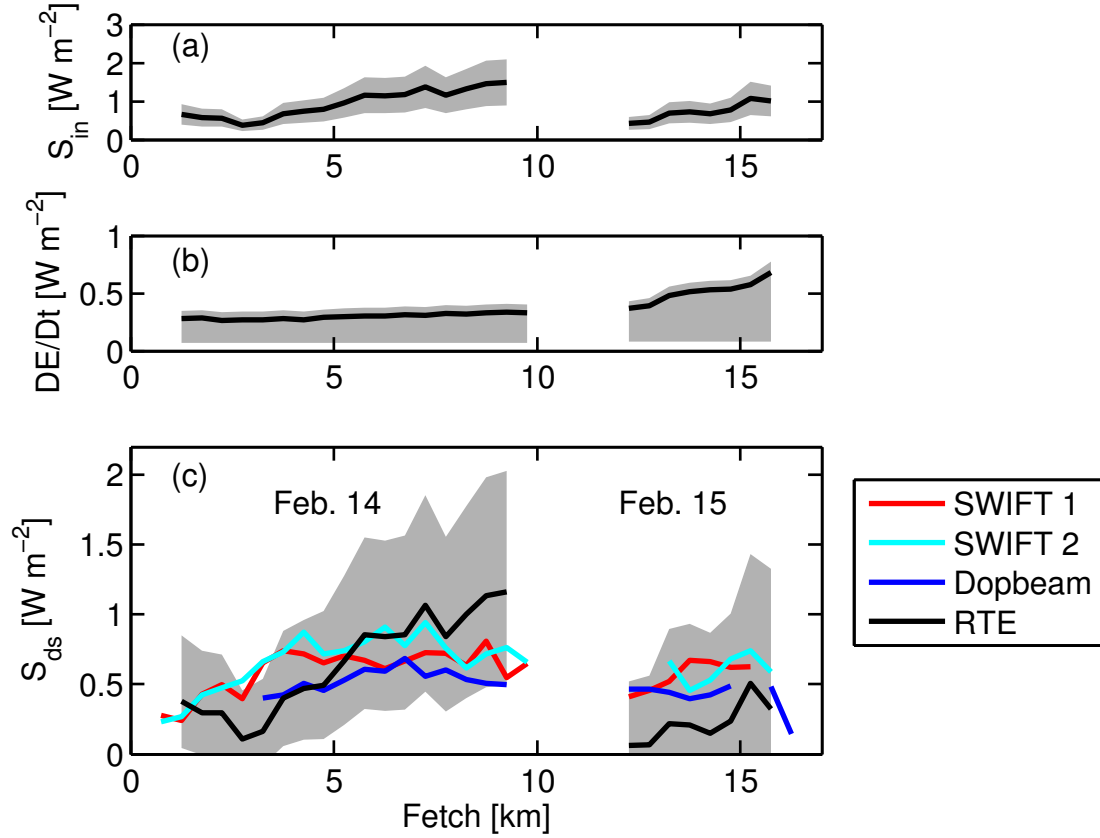 (a)
S_in [W m−2]
3
2
1
0
0
5
10
15
(b)
DE/Dt [W m−2]
1
0.5
0
0
5
10
15
(c)
Feb. 14
Feb. 15
S_ds [W m−2]
2
1.5
1
0.5
0
0
5
10
15
Fetch [km]
SWIFT 1
SWIFT 2
Dopbeam
RTE